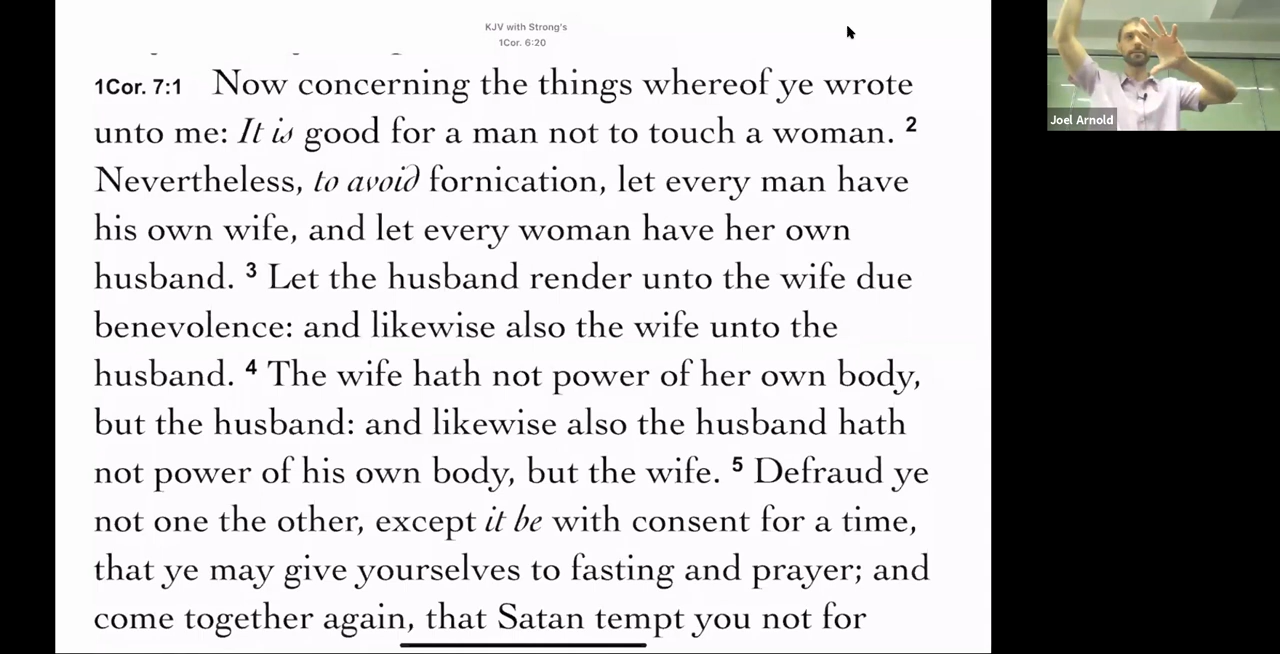 KJV with Strong's
1Cor. 6:20
1Cor. 7:1 Now concerning the things whereof ye wrote
unto me: It is good for a man not to touch a woman. 2
Nevertheless, to avoid fornication, let every man have
his own wife, and let every woman have her own
husband. 3 Let the husband render unto the wife due
benevolence: and likewise also the wife unto the
husband. 4 The wife hath not power of her own body,
but the husband: and likewise also the husband hath
not power of his own body, but the wife. 5 Defraud ye
not one the other, except it be with consent for a time,
that ye may give yourselves to fasting and prayer; and
come together again, that Satan tempt you not for
Joel Arnold